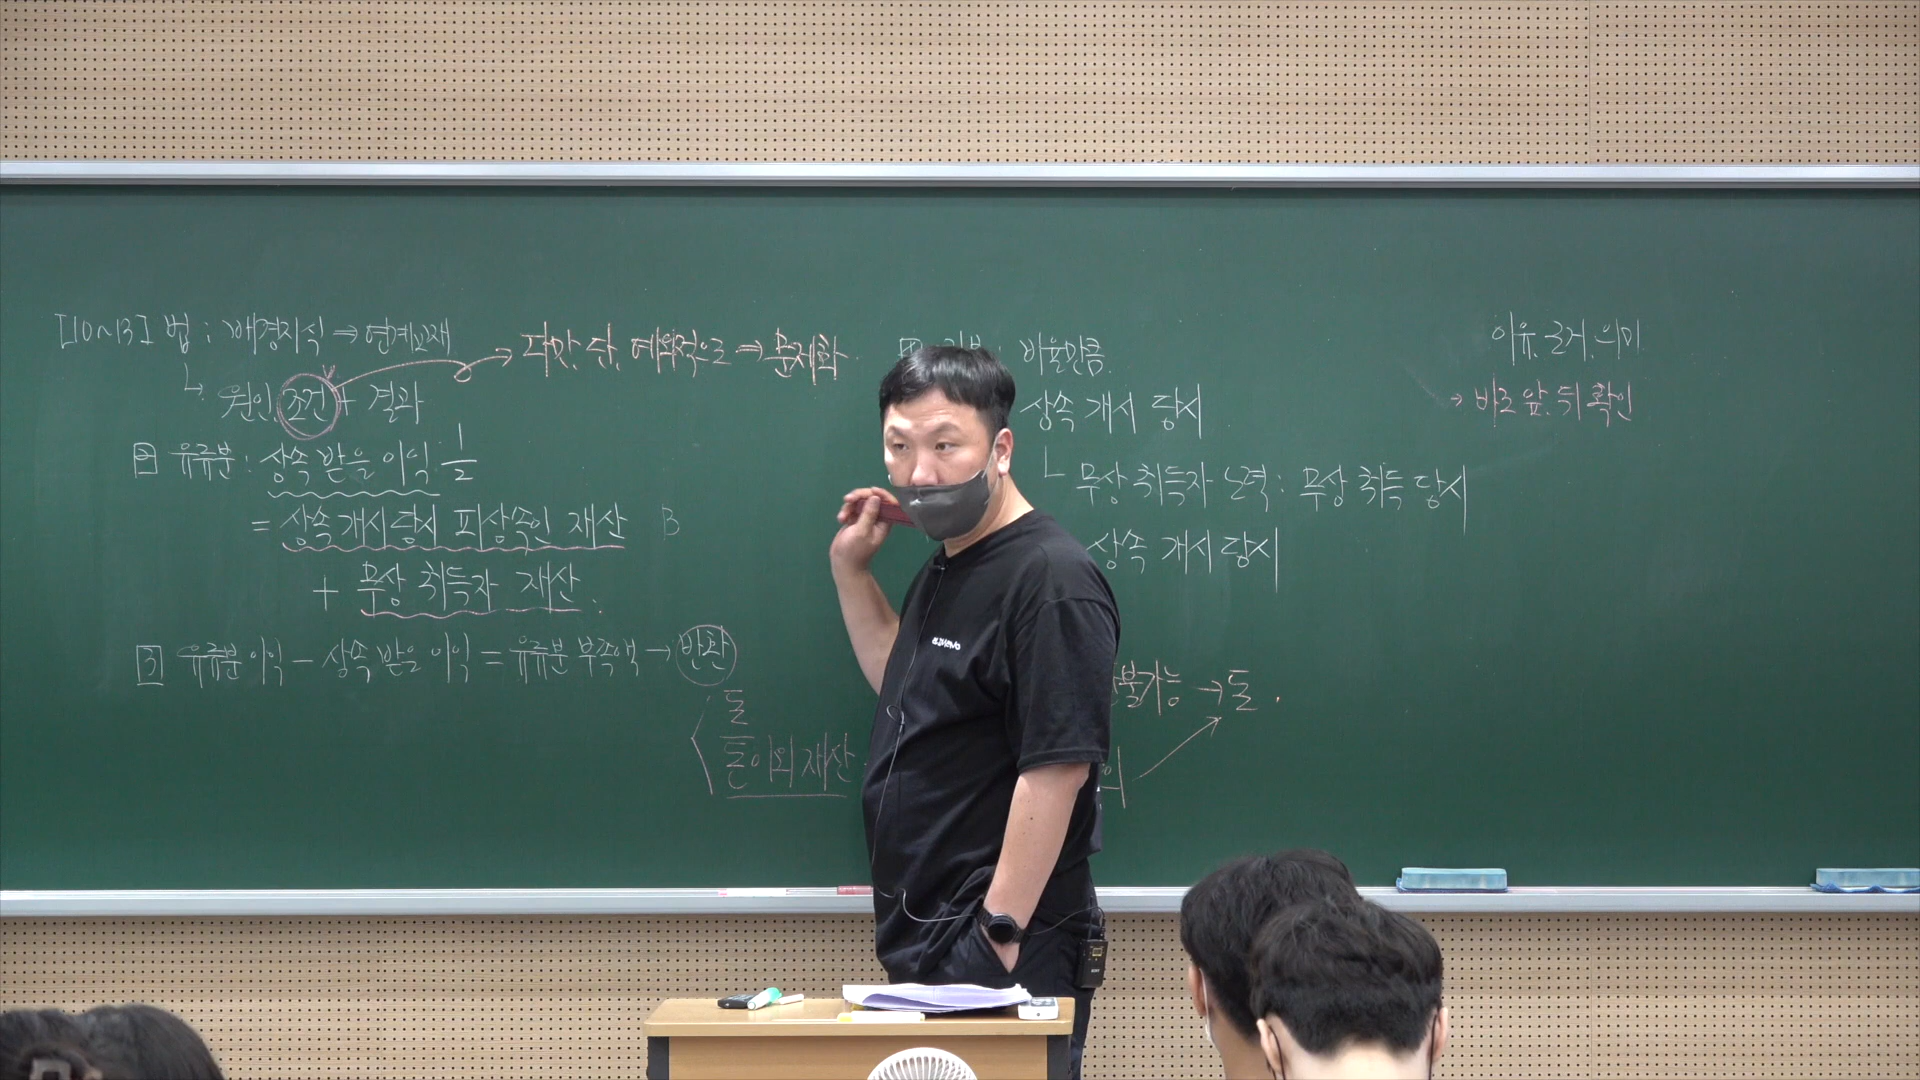 [10~13] 법 : 배경지식 → 연계교재
↳ 원인, 조건 + 결과
→ 다만, 단, 예외적으로 → 문제화
② 유류분 : 상속 받을 이익 1/2
= 상속개시당시 피상속인 재산 B
+ 무상 취득자 재산.
③ 유류분 이익 - 상속 받은 이익 = 유류분 부족액 → 반환
돈
돈 이외 재산.
비율만큼.
상속 개시 당시
└ 무상 취득자 노력 : 무상 취득 당시
상속 개시 당시
불가능 → 돈.
이유, 근거, 의미
→ 바로 앞, 뒤 확인